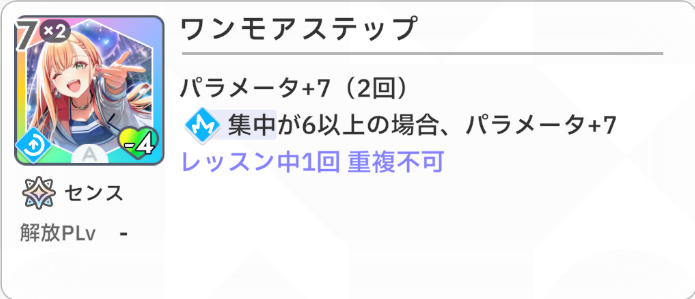 7 ×2
ワンモアステップ
パラメータ+7（2回）
集中が6以上の場合、パラメータ+7
レッスン中1回 重複不可
-4
A
センス
解放PLv -